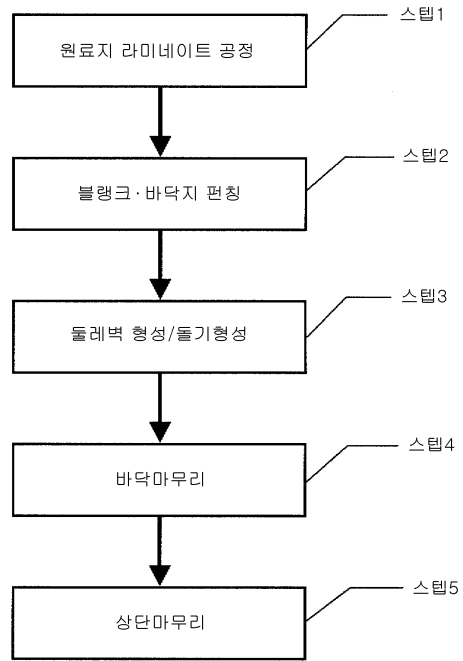 스텝1
원료지 라미네이트 공정
스텝2
블랭크·바닥지 펀칭
스텝3
둘레벽 형성/돌기형성
스텝4
바닥마무리
스텝5
상단마무리